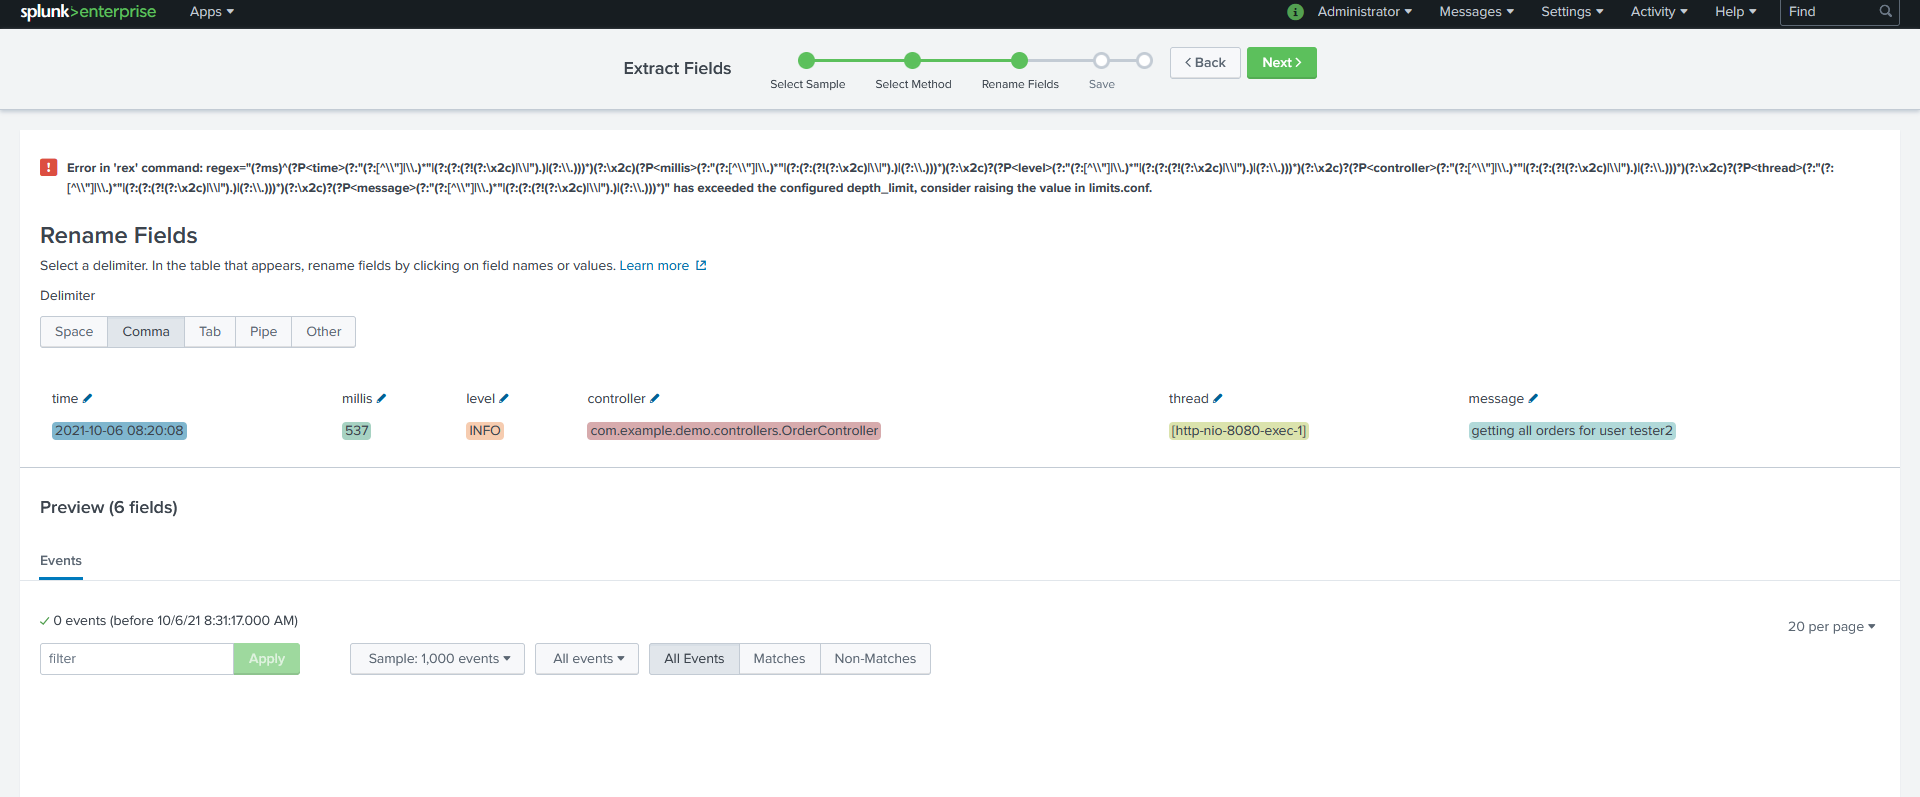 splunk>enterprise Apps
i Administrator Messages Settings Activity Help Find
Extract Fields
Select Sample Select Method Rename Fields Save
< Back Next >
! Error in 'rex' command: regex="(?ms)^(?P<time>(?:"(?:[^\\"]|\\.)*"|(?:(?:(?!(?:\x2c)|\\|").)|(?:\\.)))*)(?:\x2c)(?P<millis>(?:"(?:[^\\"]|\\.)*"|(?:(?:(?!(?:\x2c)|\\|").)|(?:\\.)))*)(?:\x2c)?(?P<level>(?:"(?:[^\\"]|\\.)*"|(?:(?:(?!(?:\x2c)|\\|").)|(?:\\.)))*)(?:\x2c)?(?P<controller>(?:"(?:[^\\"]|\\.)*"|(?:(?:(?!(?:\x2c)|\\|").)|(?:\\.)))*)(?:\x2c)?(?P<thread>(?:"(?:
[^\\"]|\\.)*"|(?:(?:(?!(?:\x2c)|\\|").)|(?:\\.)))*)(?:\x2c)?(?P<message>(?:"(?:[^\\"]|\\.)*"|(?:(?:(?!(?:\x2c)|\\|").)|(?:\\.)))*)" has exceeded the configured depth_limit, consider raising the value in limits.conf.
Rename Fields
Select a delimiter. In the table that appears, rename fields by clicking on field names or values. Learn more
Delimiter
Space Comma Tab Pipe Other
time millis level controller thread message
2021-10-06 08:20:08 537 INFO com.example.demo.controllers.OrderController [http-nio-8080-exec-1] getting all orders for user tester2
Preview (6 fields)
Events
0 events (before 10/6/21 8:31:17.000 AM)
20 per page
filter Apply Sample: 1,000 events All events All Events Matches Non-Matches